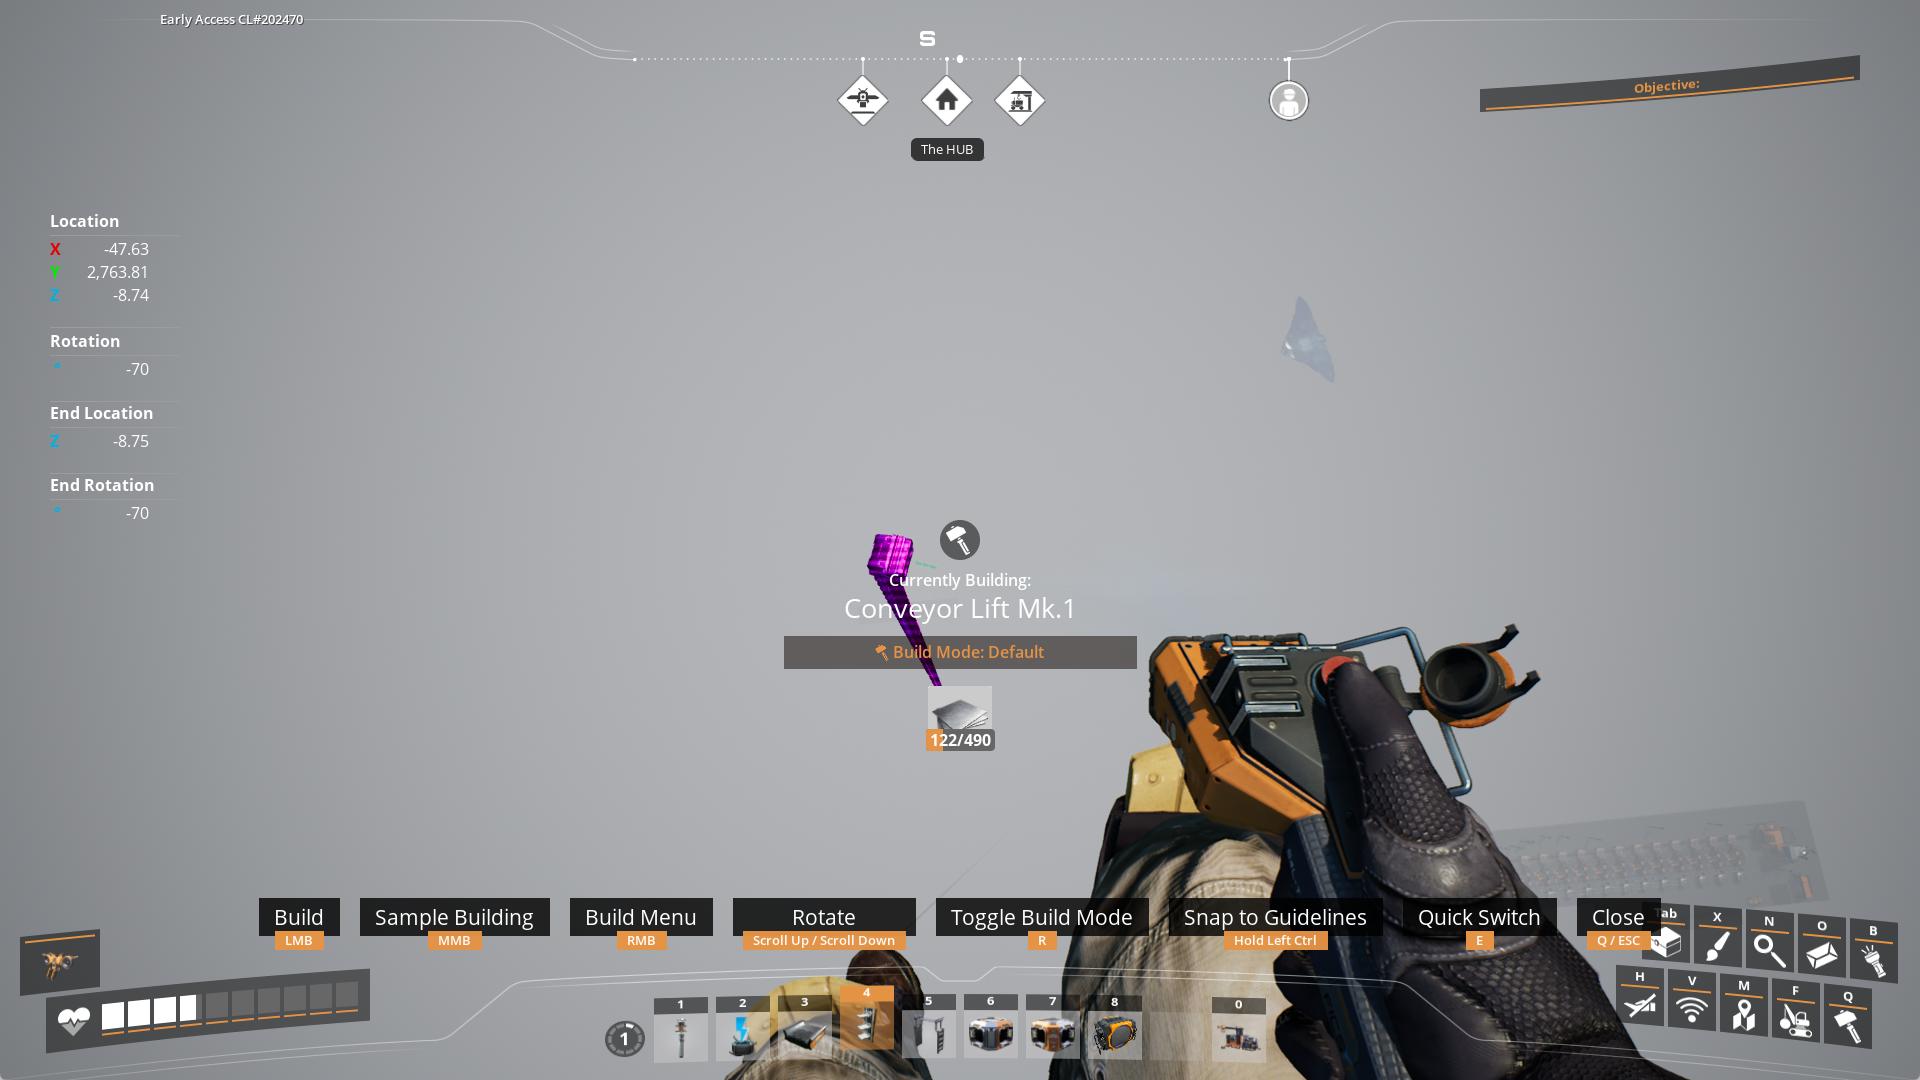 Early Access CL#202470
S
The HUB
Objective:
Location
X -47.63
Y 2,763.81
Z -8.74
Rotation
° -70
End Location
Z -8.75
End Rotation
° -70
Currently Building:
Conveyor Lift Mk.1
Build Mode: Default
122/490
Build
LMB
Sample Building
MMB
Build Menu
RMB
Rotate
Scroll Up / Scroll Down
Toggle Build Mode
R
Snap to Guidelines
Hold Left Ctrl
Quick Switch
E
Close
Q / ESC
Tab X N O B
H V M F Q
1
1 2 3 4 5 6 7 8 0